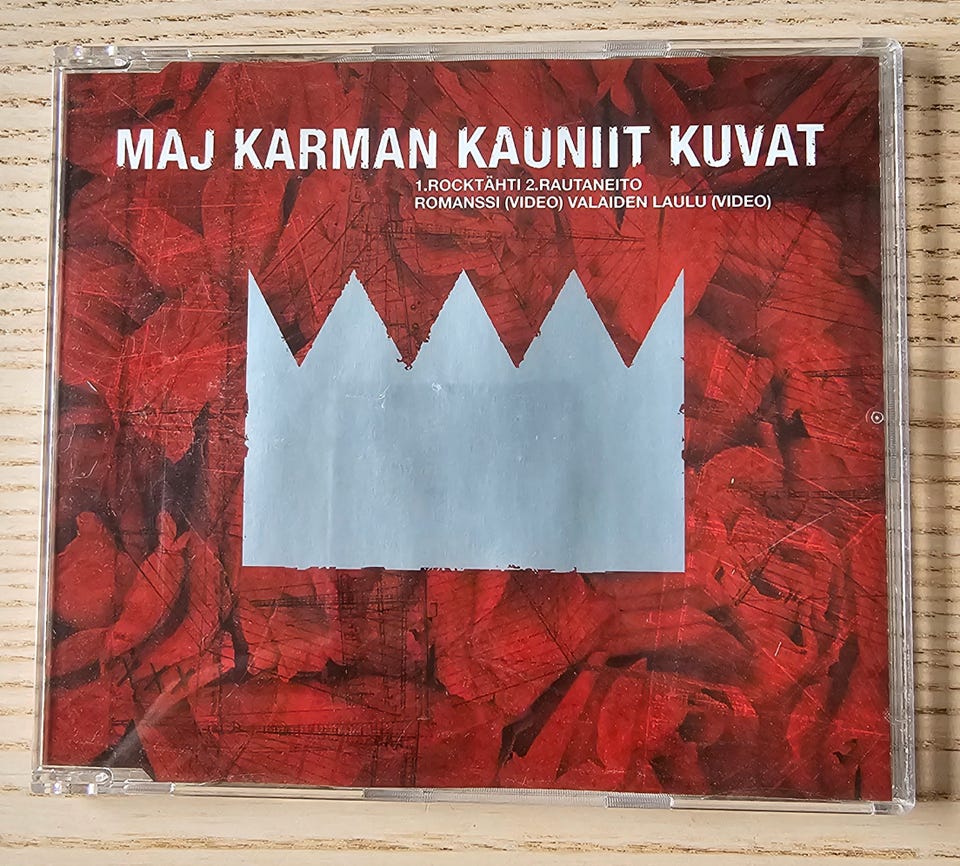 MAJ KARMAN KAUNIIT KUVAT
1.ROCKTÄHTI 2.RAUTANEITO
ROMANSSI (VIDEO) VALAIDEN LAULU (VIDEO)